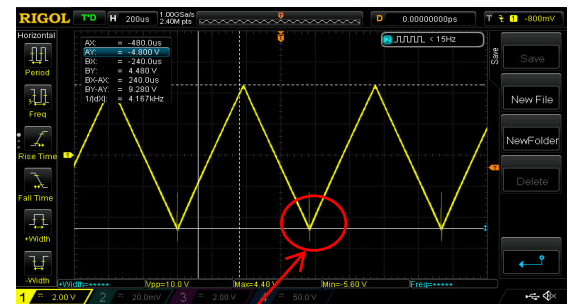 RIGOL T'D H 200us 1.00GSa/s 2.40M pts D 0.00000000ps T 1 -800mV
Horizontal
Period
Freq
Rise Time
Fall Time
+Width
-Width
AX: = -480.0us
AY: = -4.800 V
BX: = -240.0us
BY: = 4.480 V
BX-AX: = 240.0us
BY-AY: = 9.280 V
1/|dX|: = 4.167kHz
2 < 15Hz
T
1
T
Save
Save
New File
NewFolder
Delete
+Width=***** Vpp=10.0 V Max=4.40 V Min=-5.60 V Freq=*****
1 = 2.00 V 2 = 20.0mV 3 = 2.00 V = 50.0 V